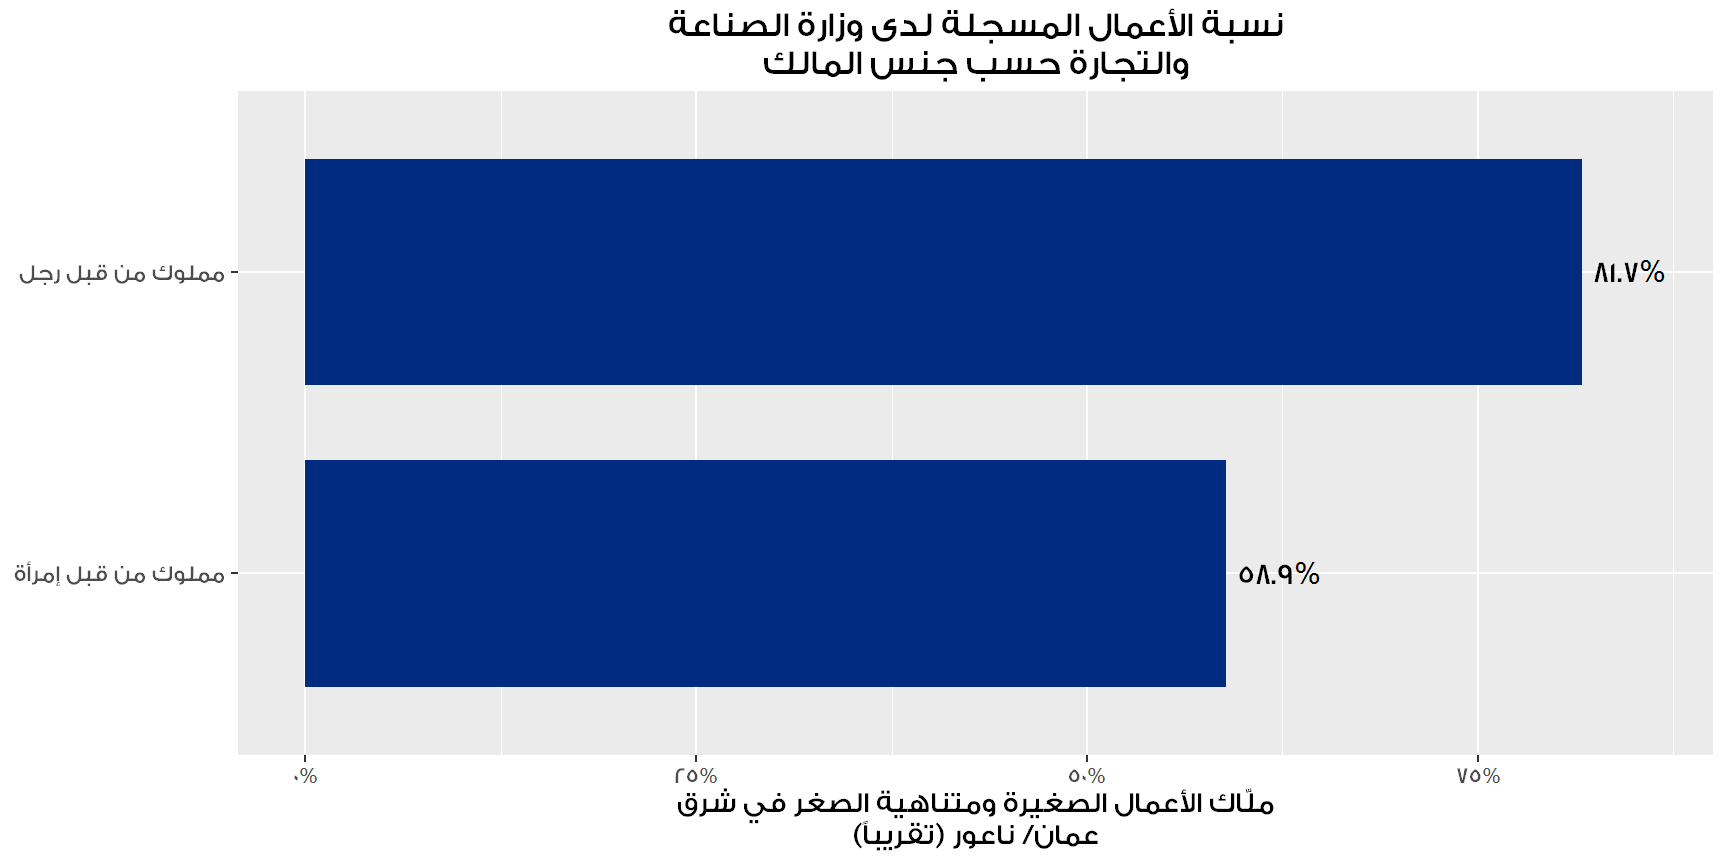 نسبة الأعمال المسجلة لدى وزارة الصناعة
والتجارة حسب جنس المالك
مملوك من قبل رجل
٨١.٧%
مملوك من قبل إمرأة
٥٨.٩%
٠%
٢٥%
٥٠%
٧٥%
ملّاك الأعمال الصغيرة ومتناهية الصغر في شرق
عمان/ ناعور (تقريباً)